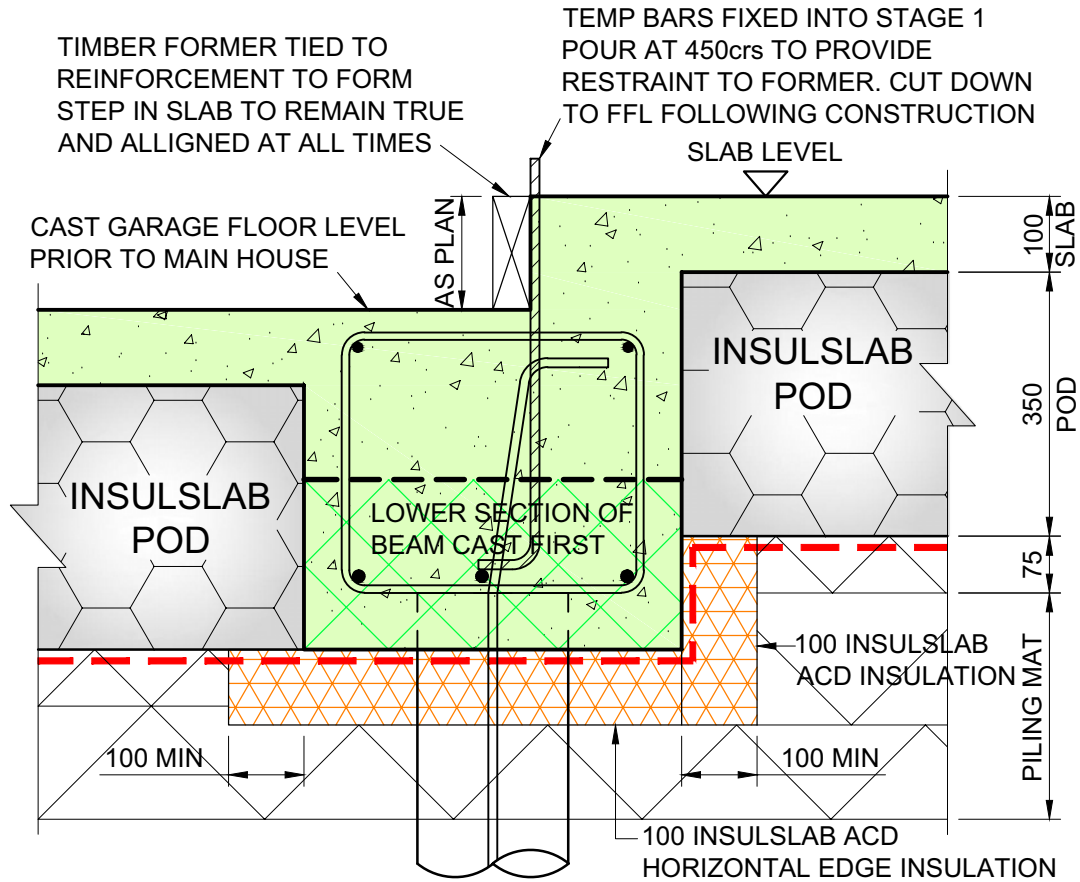 TEMP BARS FIXED INTO STAGE 1
POUR AT 450crs TO PROVIDE
RESTRAINT TO FORMER. CUT DOWN
TO FFL FOLLOWING CONSTRUCTION
TIMBER FORMER TIED TO
REINFORCEMENT TO FORM
STEP IN SLAB TO REMAIN TRUE
AND ALLIGNED AT ALL TIMES
SLAB LEVEL
CAST GARAGE FLOOR LEVEL
PRIOR TO MAIN HOUSE
AS PLAN
100
SLAB
INSULSLAB
POD
350
POD
INSULSLAB
POD
LOWER SECTION OF
BEAM CAST FIRST
75
100 INSULSLAB
ACD INSULATION
PILING MAT
100 MIN
100 MIN
100 INSULSLAB ACD
HORIZONTAL EDGE INSULATION